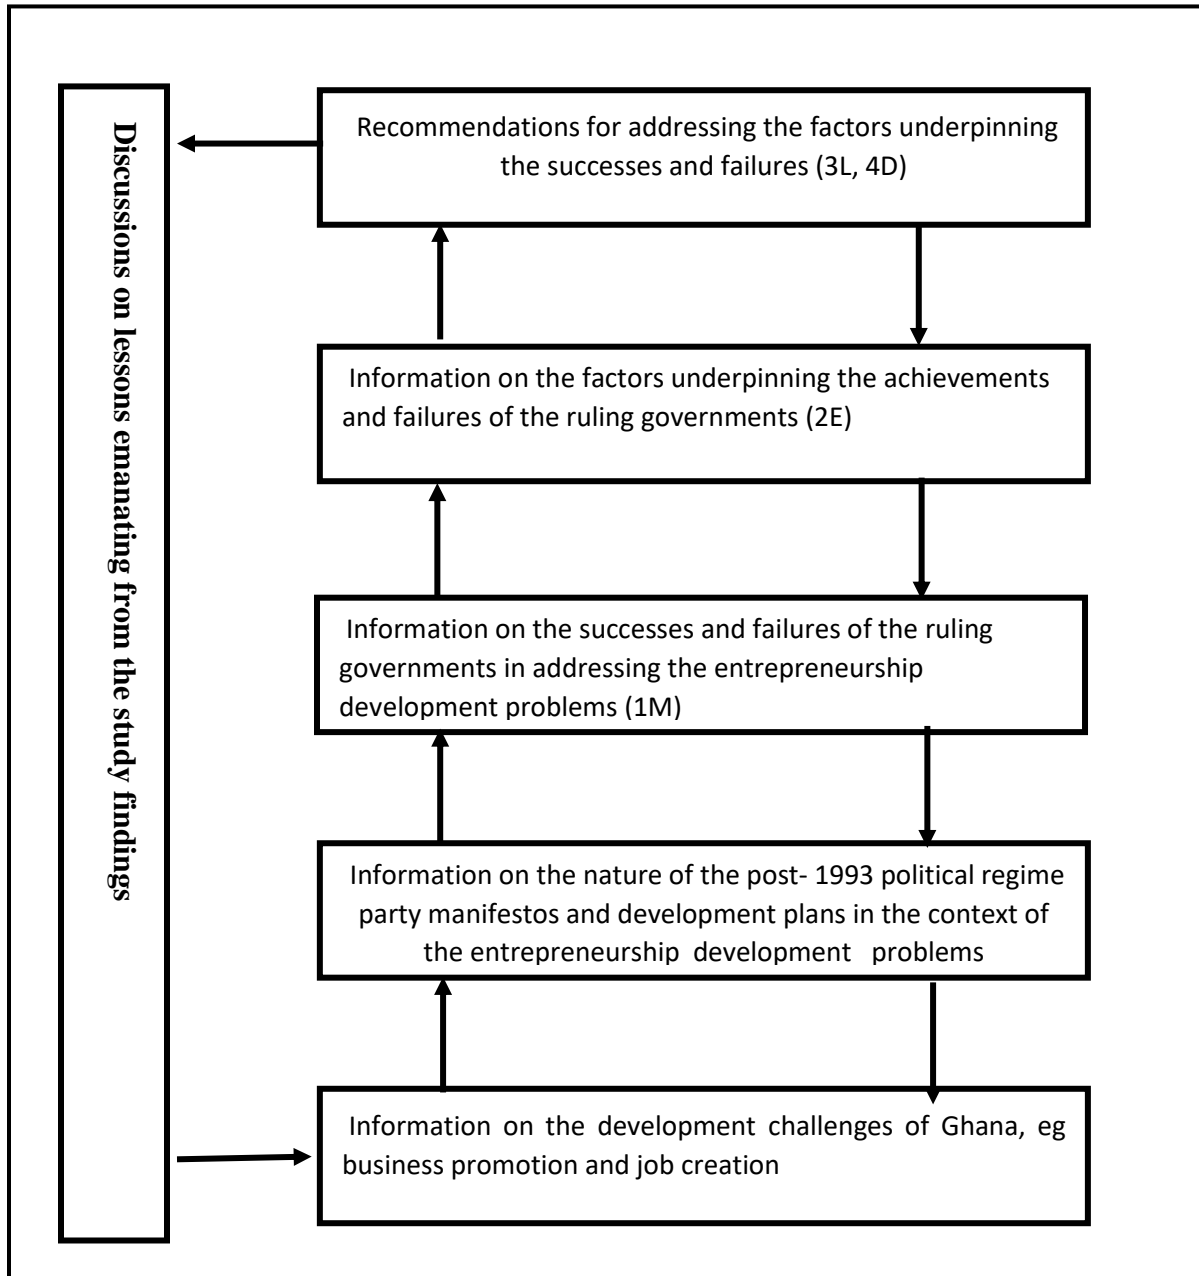 Discussions on lessons emanating from the study findings
Recommendations for addressing the factors underpinning
the successes and failures (3L, 4D)
Information on the factors underpinning the achievements
and failures of the ruling governments (2E)
Information on the successes and failures of the ruling
governments in addressing the entrepreneurship
development problems (1M)
Information on the nature of the post- 1993 political regime
party manifestos and development plans in the context of
the entrepreneurship development problems
Information on the development challenges of Ghana, eg
business promotion and job creation